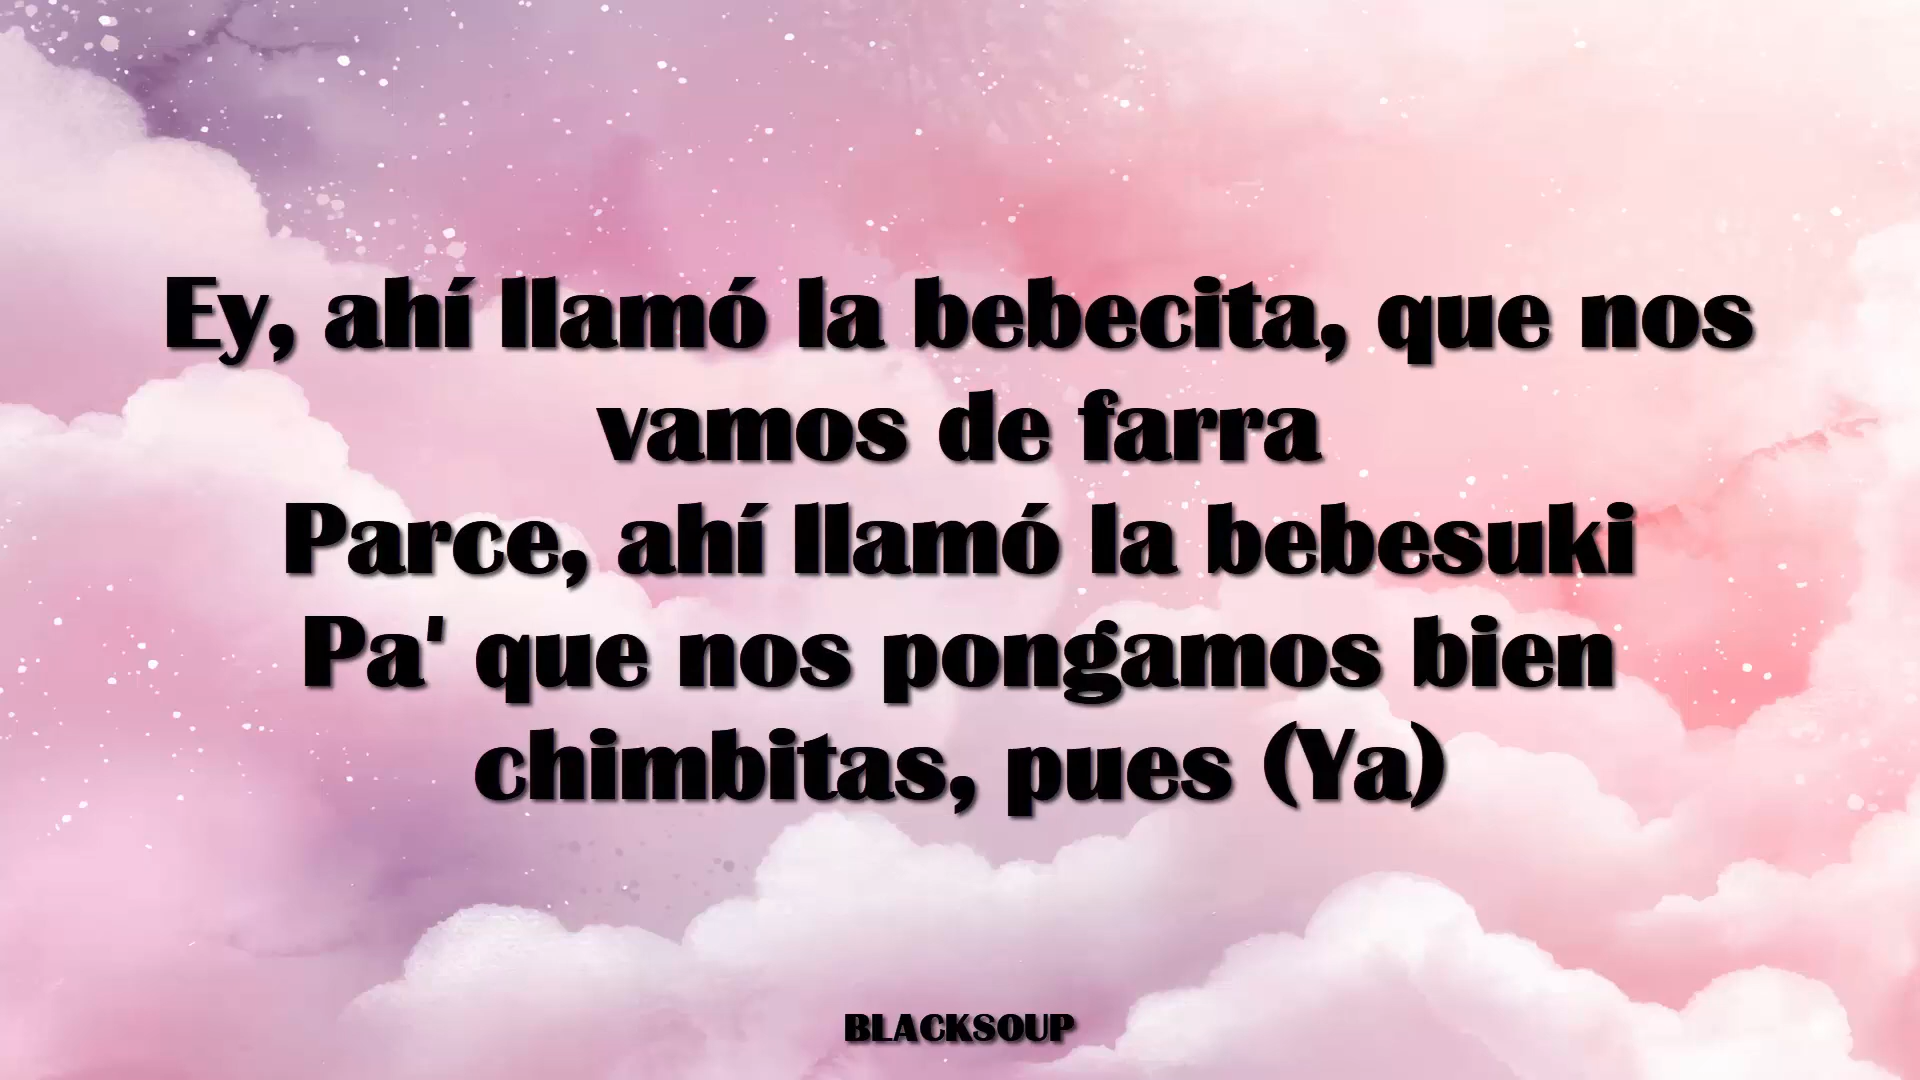 Ey, ahí llamó la bebecita, que nos
vamos de farra
Parce, ahí llamó la bebesuki
Pa' que nos pongamos bien
chimbitas, pues (Ya)
BLACKSOUP